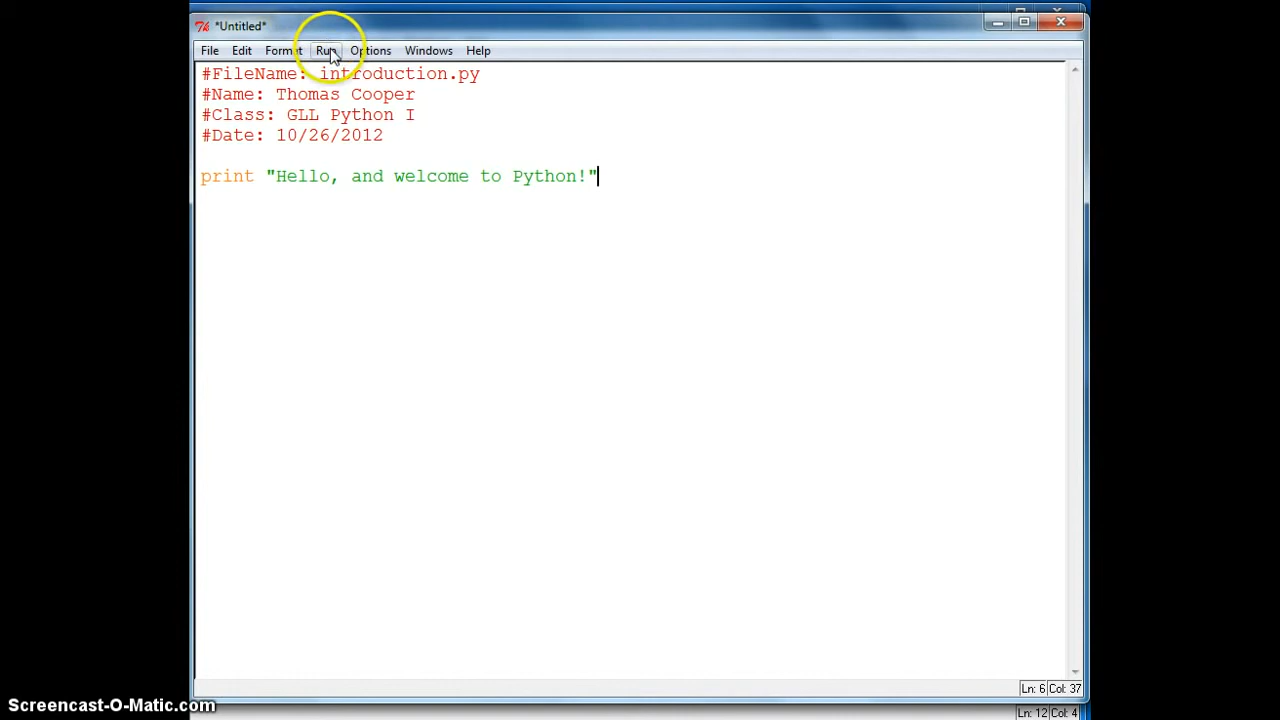 *Untitled*
File Edit Format Run Options Windows Help
#FileName: introduction.py
#Name: Thomas Cooper
#Class: GLL Python I
#Date: 10/26/2012
print "Hello, and welcome to Python!"
Ln: 6 Col: 37
Screencast-O-Matic.com
Ln: 12 Col: 4